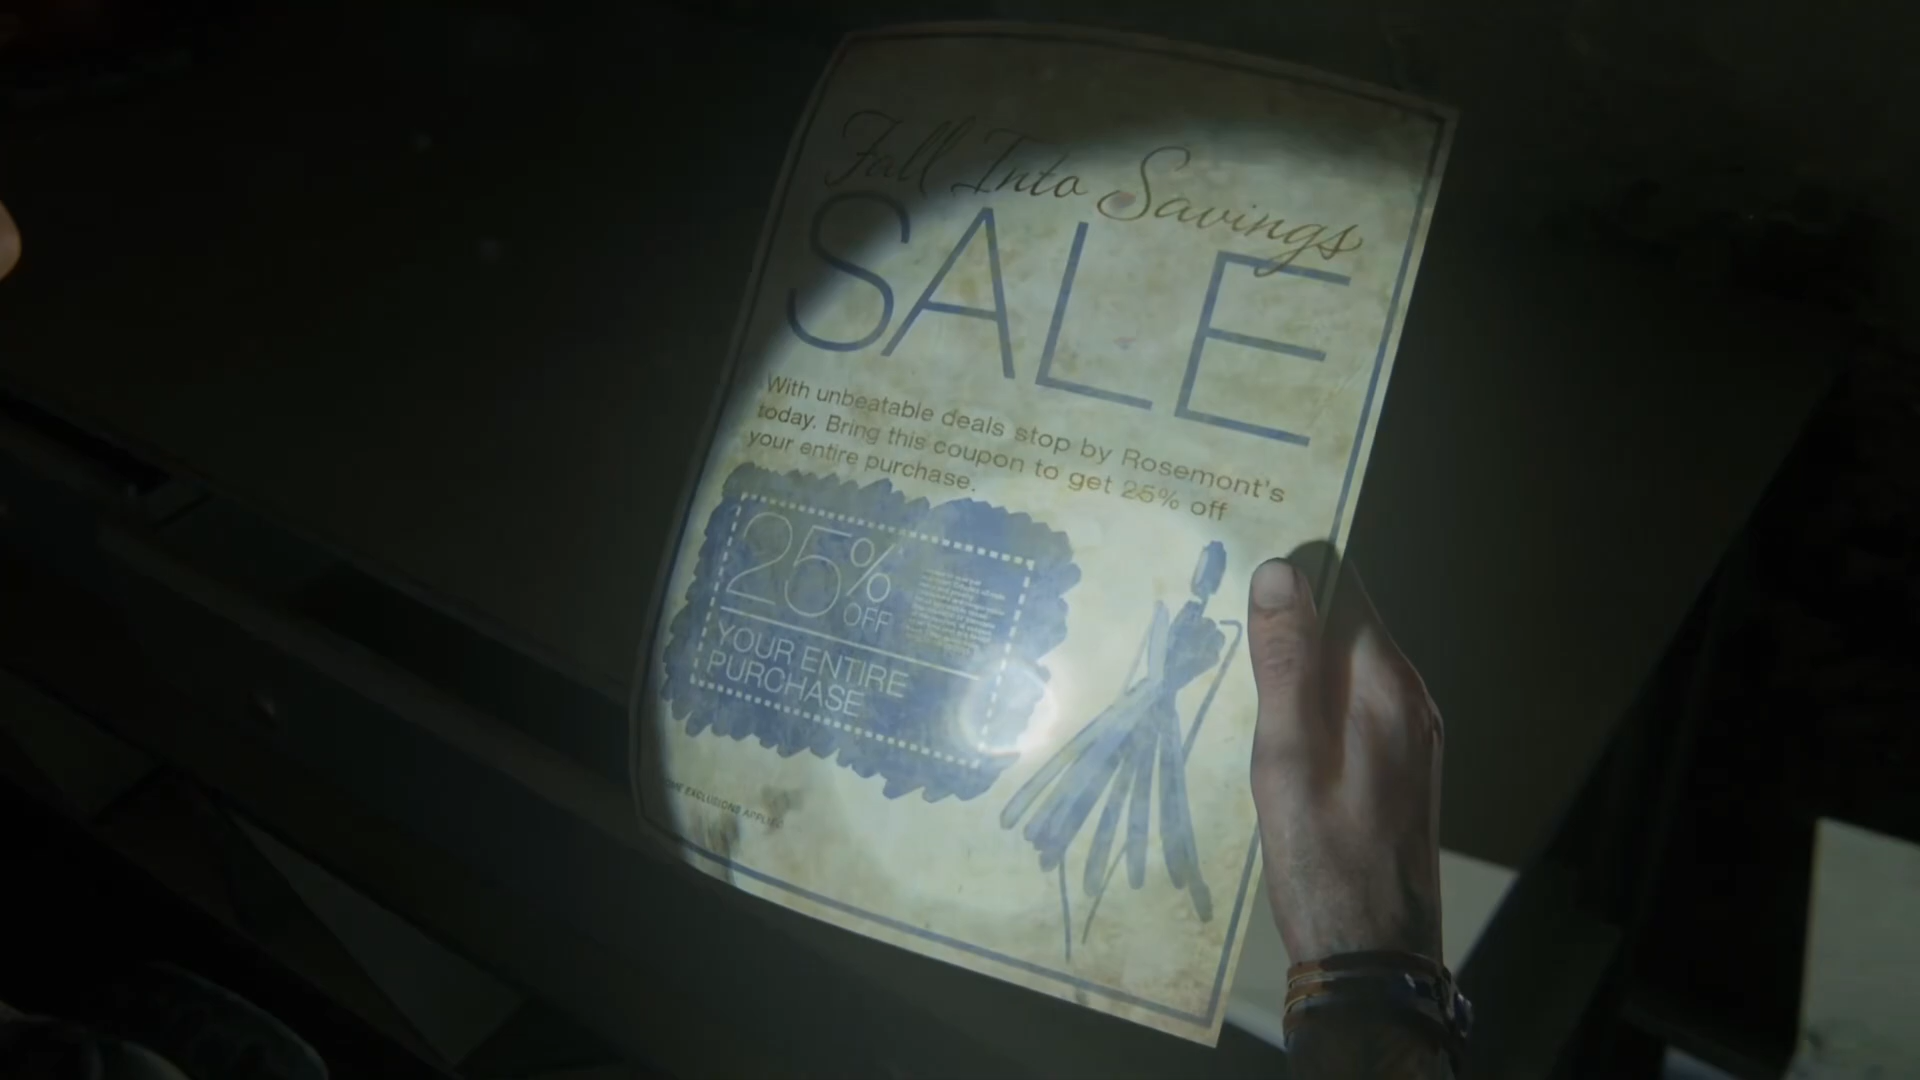 Fall Into Savings
SALE
With unbeatable deals stop by Rosemont's
today. Bring this coupon to get 25% off
your entire purchase.
25%
OFF
YOUR ENTIRE
PURCHASE
EXCLUSIONS